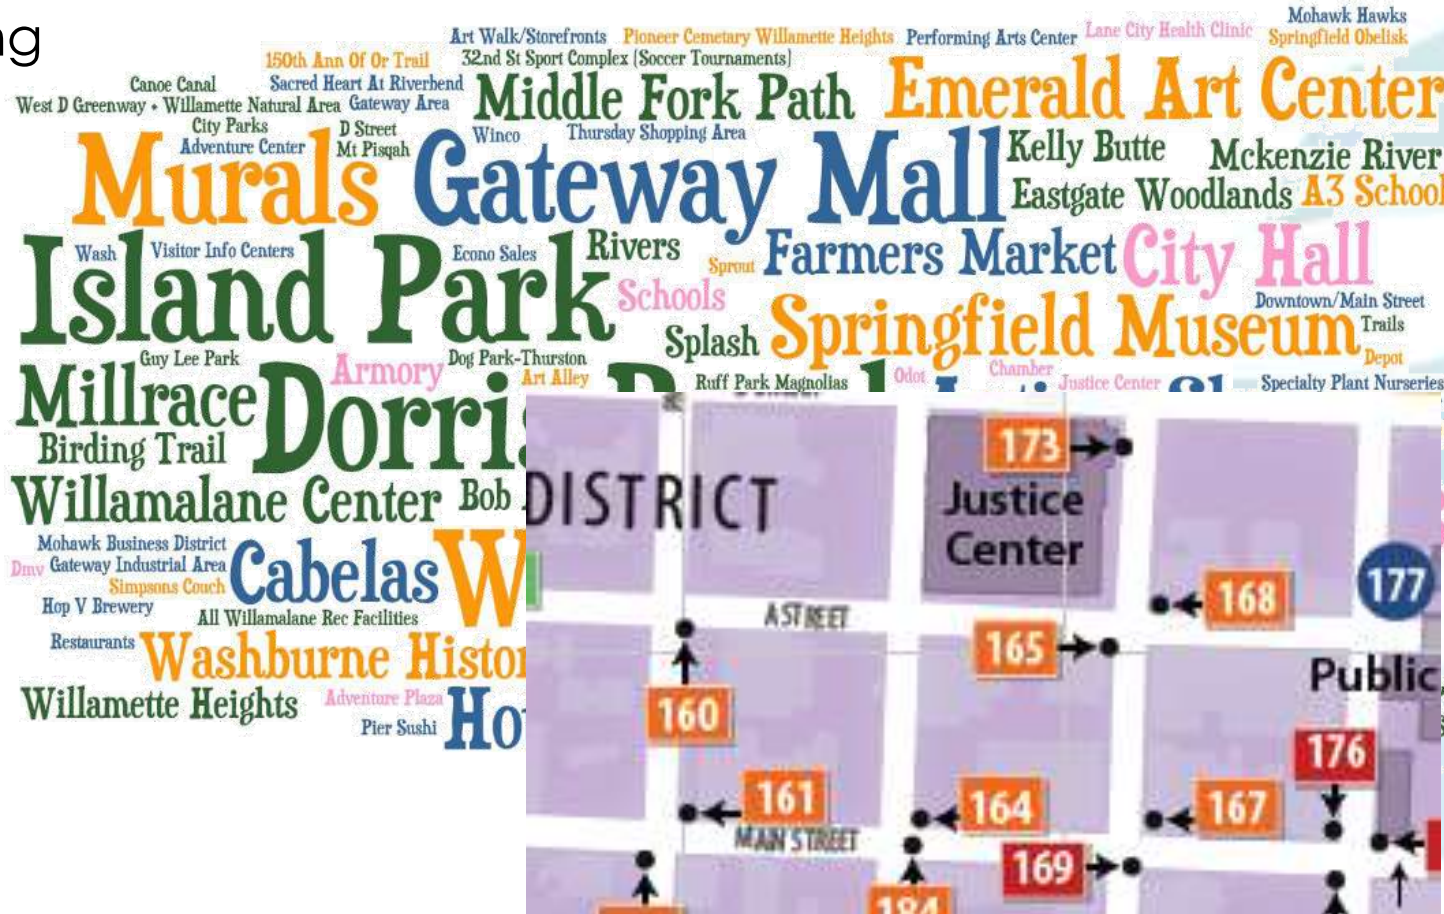 ng
Mohawk Hawks
Art Walk/Storefronts Pioneer Cemetary Willamette Heights Performing Arts Center Lane City Health Clinic Springfield Obelisk
150th Ann Of Or Trail 32nd St Sport Complex (Soccer Tournaments)
Canoe Canal Sacred Heart At Riverbend Middle Fork Path Emerald Art Center
West D Greenway • Willamette Natural Area Gateway Area
City Parks D Street Winco Thursday Shopping Area
Adventure Center Mt Pisgah
Murals Gateway Mall Kelly Butte Mckenzie River
Eastgate Woodlands A3 School
Wash Visitor Info Centers Econo Sales Rivers Sprout Farmers Market City Hall
Island Park Schools Downtown/Main Street
Splash Springfield Museum Trails
Guy Lee Park Armory Dog Park-Thurston Depot
Art Alley Ruff Park Magnolias Odot Chamber Justice Center Specialty Plant Nurseries
Millrace Dorris
Birding Trail
Willamalane Center Bob
Mohawk Business District
Dmv Gateway Industrial Area Cabelas W
Simpsons Couch
Hop V Brewery All Willamalane Rec Facilities
Restaurants Washburne Histor
Willamette Heights Adventure Plaza
Pier Sushi Ho
173
DISTRICT Justice
Center
177
168
A STREET
165
Public
160
176
161 164 167
MAIN STREET
169
184